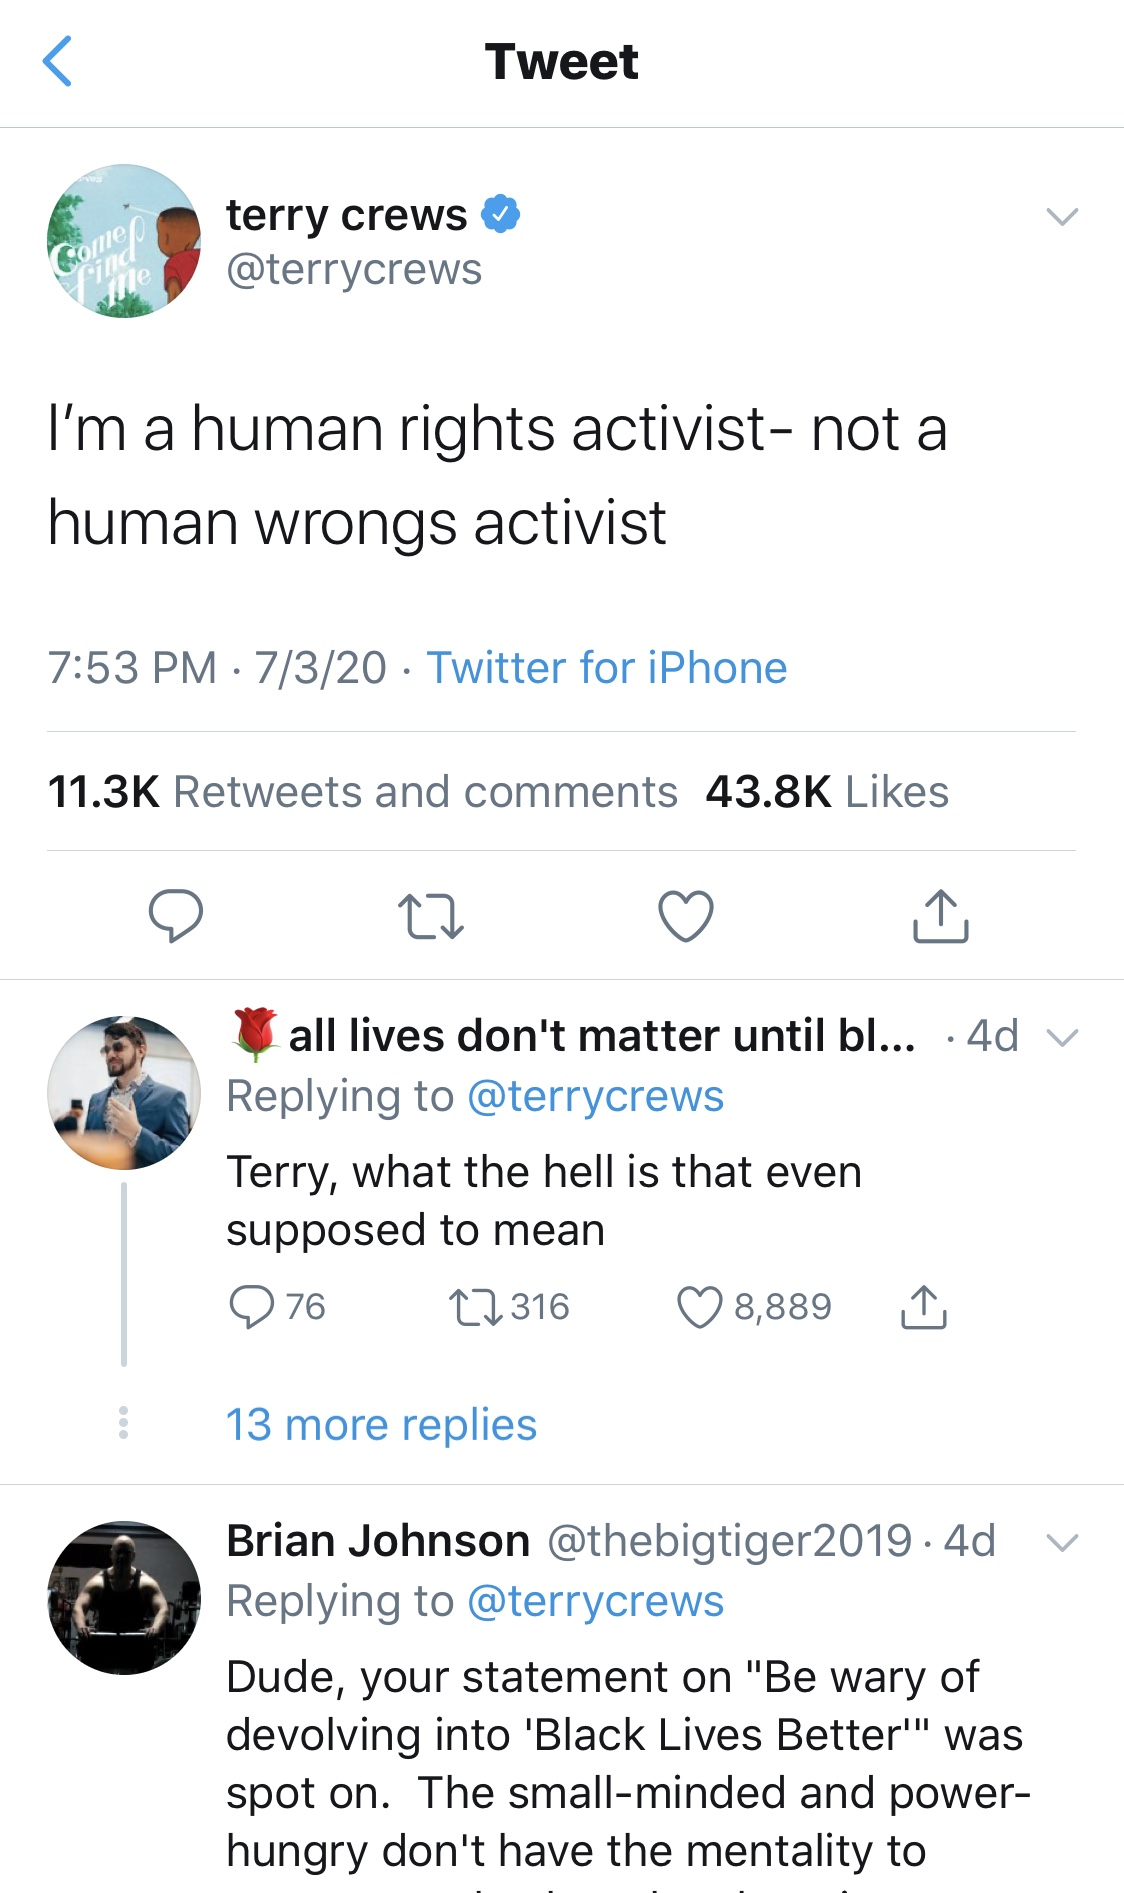 Tweet
terry crews
@terrycrews
Come
find
me
I’m a human rights activist- not a
human wrongs activist
7:53 PM · 7/3/20 · Twitter for iPhone
11.3K Retweets and comments 43.8K Likes
🌹all lives don't matter until bl... · 4d
Replying to @terrycrews
Terry, what the hell is that even
supposed to mean
76 316 8,889
13 more replies
Brian Johnson @thebigtiger2019 · 4d
Replying to @terrycrews
Dude, your statement on "Be wary of
devolving into 'Black Lives Better'" was
spot on.  The small-minded and power-
hungry don't have the mentality to